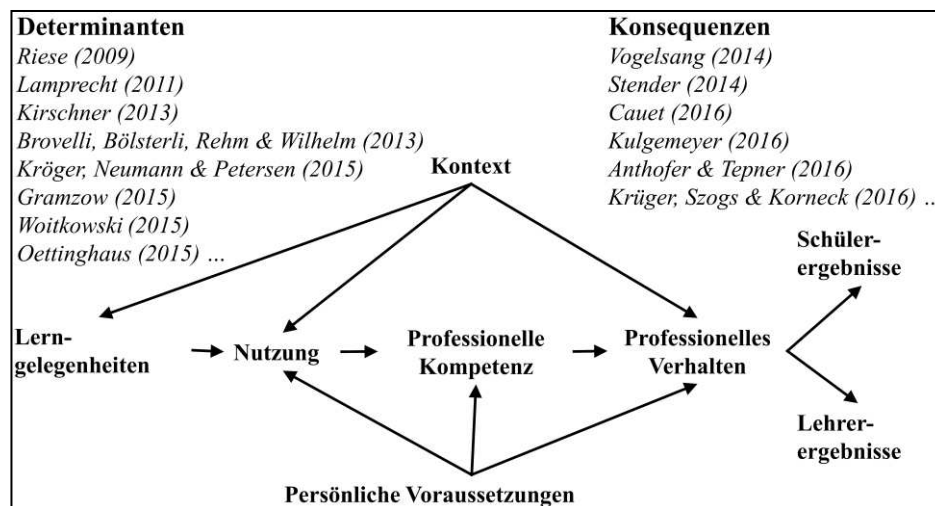 Determanten
Riese (2009)
Lamprecht (2011)
Kirschner (2013)
Brovelli, Bölsterli, Rehm & Wilhelm (2013)
Kröger, Neumann & Petersen (2015)
Gramzow (2015)
Woitkowski (2015)
Oettinghaus (2015) ...
Konsequenzen
Vogelsang (2014)
Stender (2014)
Cauet (2016)
Kulgemeyer (2016)
Anthofer & Tepner (2016)
Krüger, Szogs & Korneck (2016) ...
Kontext
Lern-
gelegenheiten
Nutzung
Professionelle
Kompetenz
Professionelles
Verhalten
Schüler-
ergebnisse
Lehrer-
ergebnisse
Persönliche Voraussetzungen